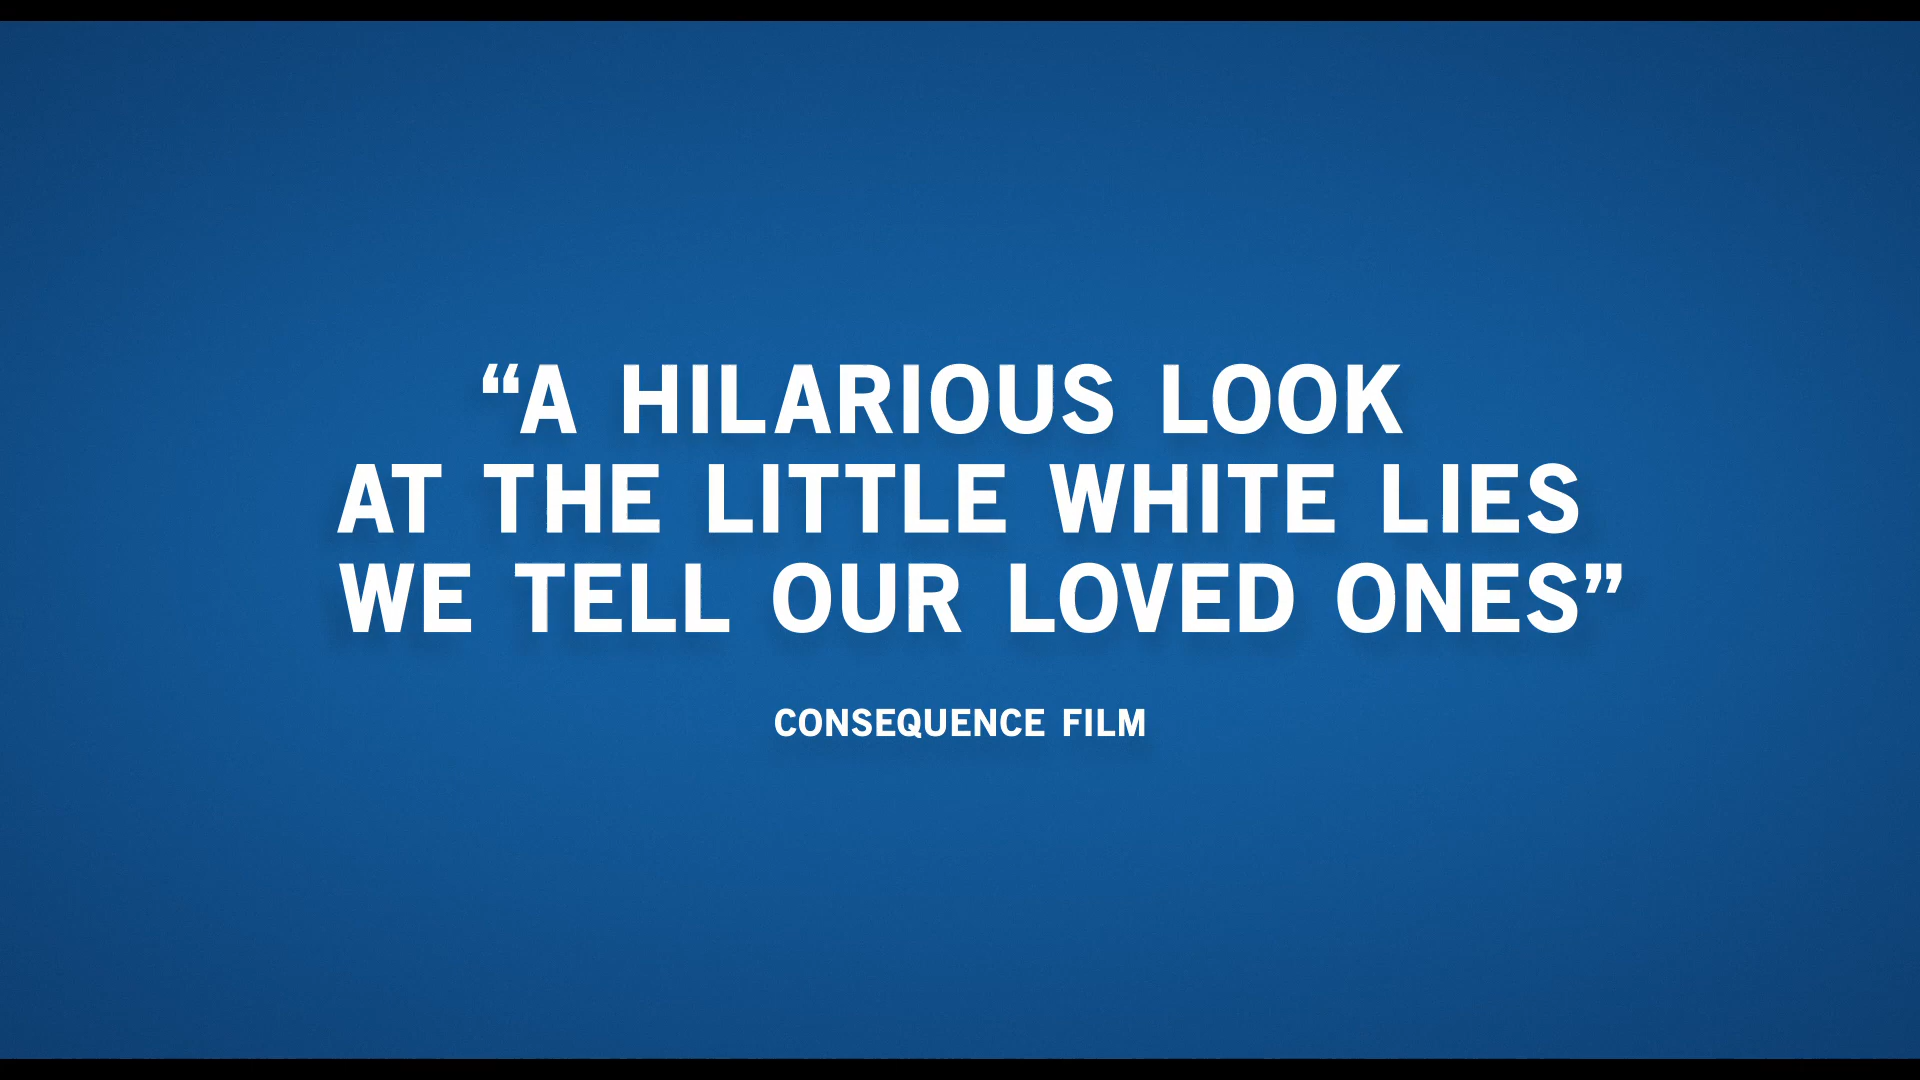 “A HILARIOUS LOOK
AT THE LITTLE WHITE LIES
WE TELL OUR LOVED ONES”
CONSEQUENCE FILM